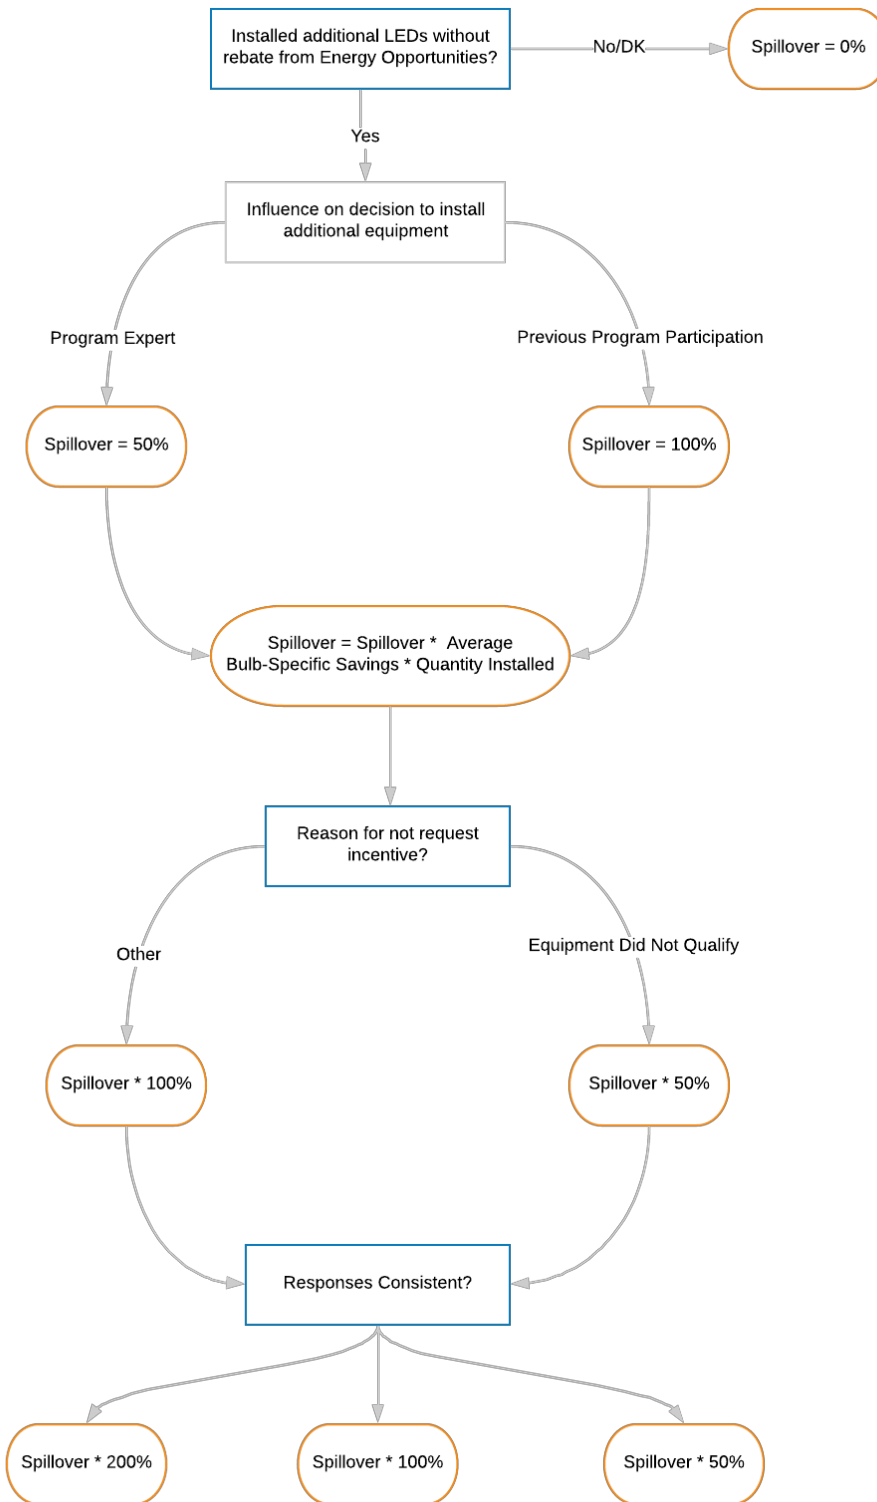 Installed additional LEDs without
rebate from Energy Opportunities?
No/DK
Spillover = 0%
Yes
Influence on decision to install
additional equipment
Program Expert
Previous Program Participation
Spillover = 50%
Spillover = 100%
Spillover = Spillover * Average
Bulb-Specific Savings * Quantity Installed
Reason for not request
incentive?
Other
Equipment Did Not Qualify
Spillover * 100%
Spillover * 50%
Responses Consistent?
Spillover * 200%
Spillover * 100%
Spillover * 50%